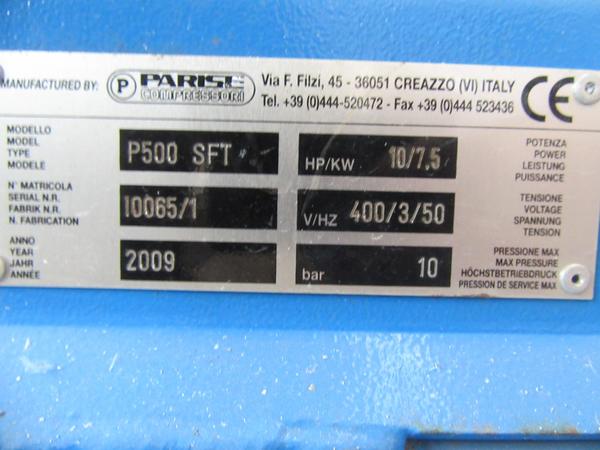 MANUFACTURED BY: P PARISE COMPRESSORI
Via F. Filzi, 45 - 36051 CREAZZO (VI) ITALY
Tel. +39 (0)444-520472 - Fax +39 (0)444 523436
CE
MODELLO
MODEL
TYPE
MODELE
P500 SFT
HP/KW 10/7,5
POTENZA
POWER
LEISTUNG
PUISSANCE
N° MATRICOLA
SERIAL N.R.
FABRIK N.R.
N. FABRICATION
10065/1
V/HZ 400/3/50
TENSIONE
VOLTAGE
SPANNUNG
TENSION
ANNO
YEAR
JAHR
ANNÉE
2009
bar 10
PRESSIONE MAX
MAX PRESSURE
HÖCHSTBETRIEBDRUCK
PRESSION DE SERVICE MAX